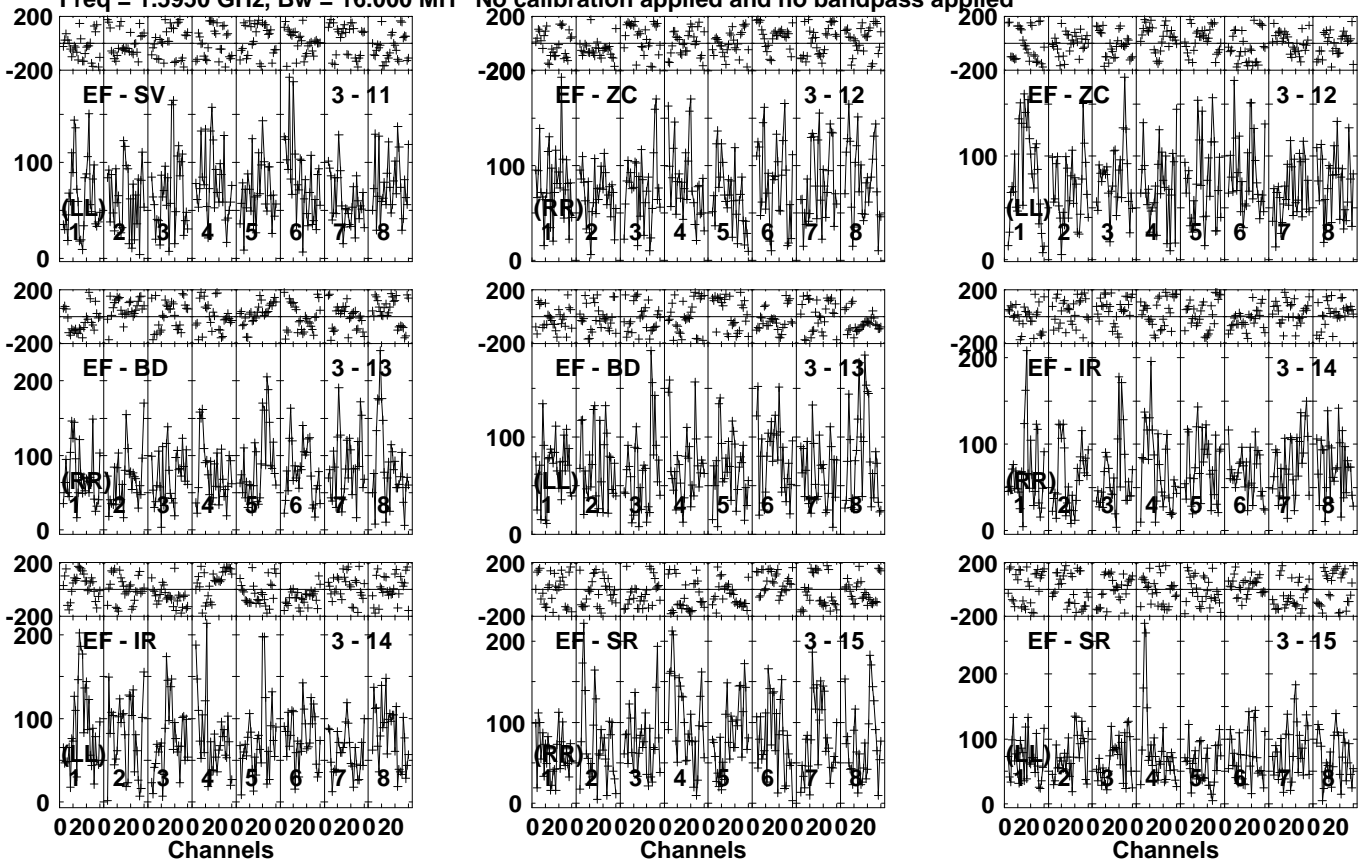 Freq = 1.5950 GHz, Bw = 16.000 MH No calibration applied and no bandpass applied
200 200 200
-200 -200 -200
EF - SV 3 - 11 EF - ZC 3 - 12 EF - ZC 3 - 12
100 100 100
(LL) (RR) (LL)
1 2 3 4 5 6 7 8 1 2 3 4 5 6 7 8 1 2 3 4 5 6 7 8
0 0 0
200 200 200
-200 -200 -200
EF - BD 3 - 13 EF - BD 3 - 13 EF - IR 3 - 14
200 200
100 100 100
(RR) (LL) (RR)
1 2 3 4 5 6 7 8 1 2 3 4 5 6 7 8 1 2 3 4 5 6 7 8
0 0 0
200 200 200
-200 -200 -200
EF - IR 3 - 14 EF - SR 3 - 15 EF - SR 3 - 15
200 200 200
100 100 100
(LL) (RR) (LL)
1 2 3 4 5 6 7 8 1 2 3 4 5 6 7 8 1 2 3 4 5 6 7 8
0 0 0
0 20 0 20 0 20 0 20 0 20 0 20 0 20 0 20 0 20 0 20 0 20 0 20 0 20 0 20 0 20 0 20 0 20 0 20 0 20 0 20 0 20 0 20 0 20 0 20
Channels Channels Channels